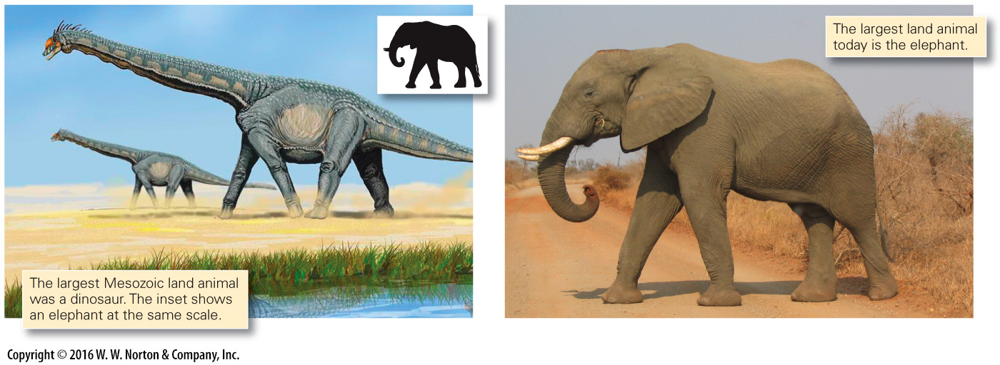 The largest Mesozoic land animal
was a dinosaur. The inset shows
an elephant at the same scale.
The largest land animal
today is the elephant.
Copyright © 2016 W. W. Norton & Company, Inc.